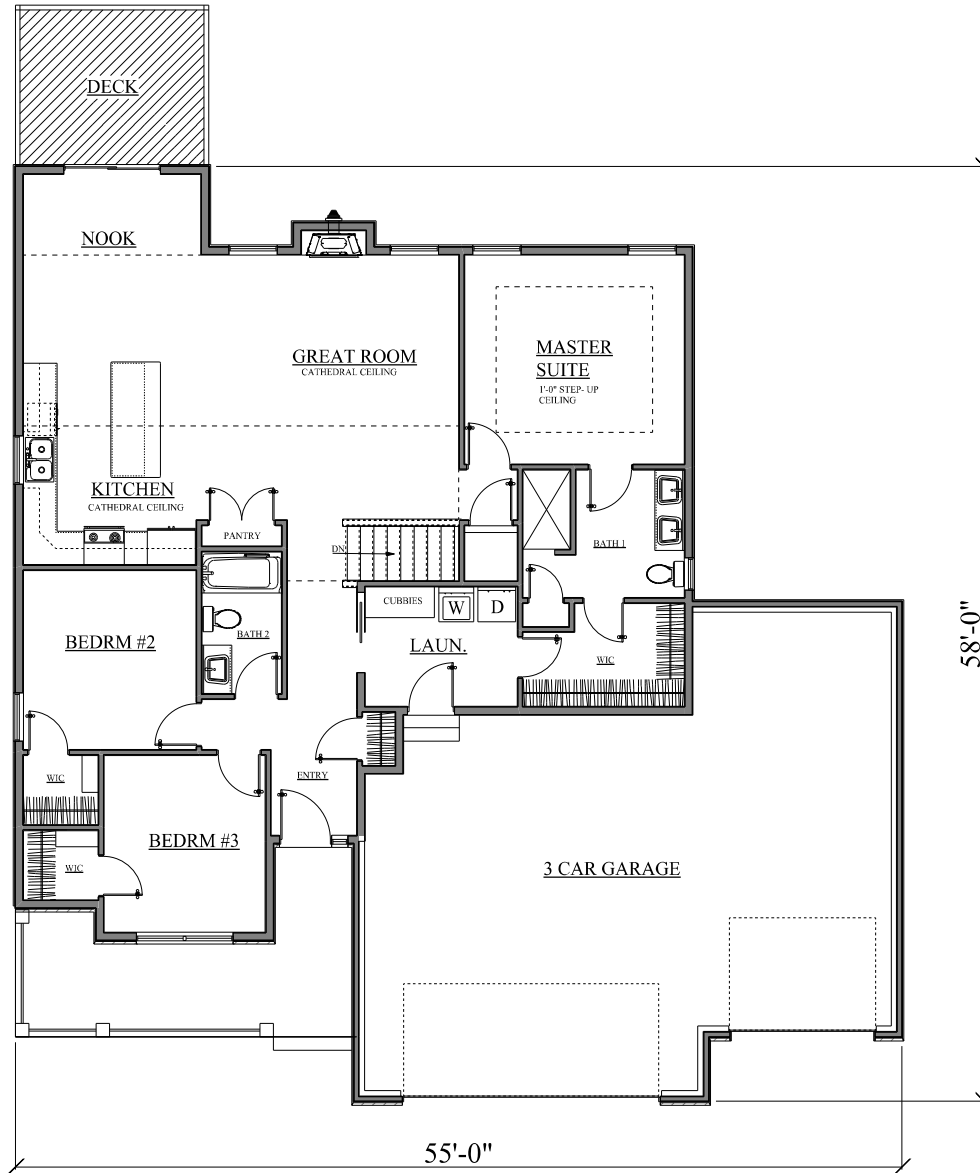 DECK
NOOK
GREAT ROOM
CATHEDRAL CEILING
MASTER
SUITE
1'-0" STEP- UP
CEILING
KITCHEN
CATHEDRAL CEILING
PANTRY
DN
BATH 1
CUBBIES
W
D
BATH 2
BEDRM #2
LAUN.
WIC
58'-0"
WIC
ENTRY
BEDRM #3
WIC
3 CAR GARAGE
55'-0"